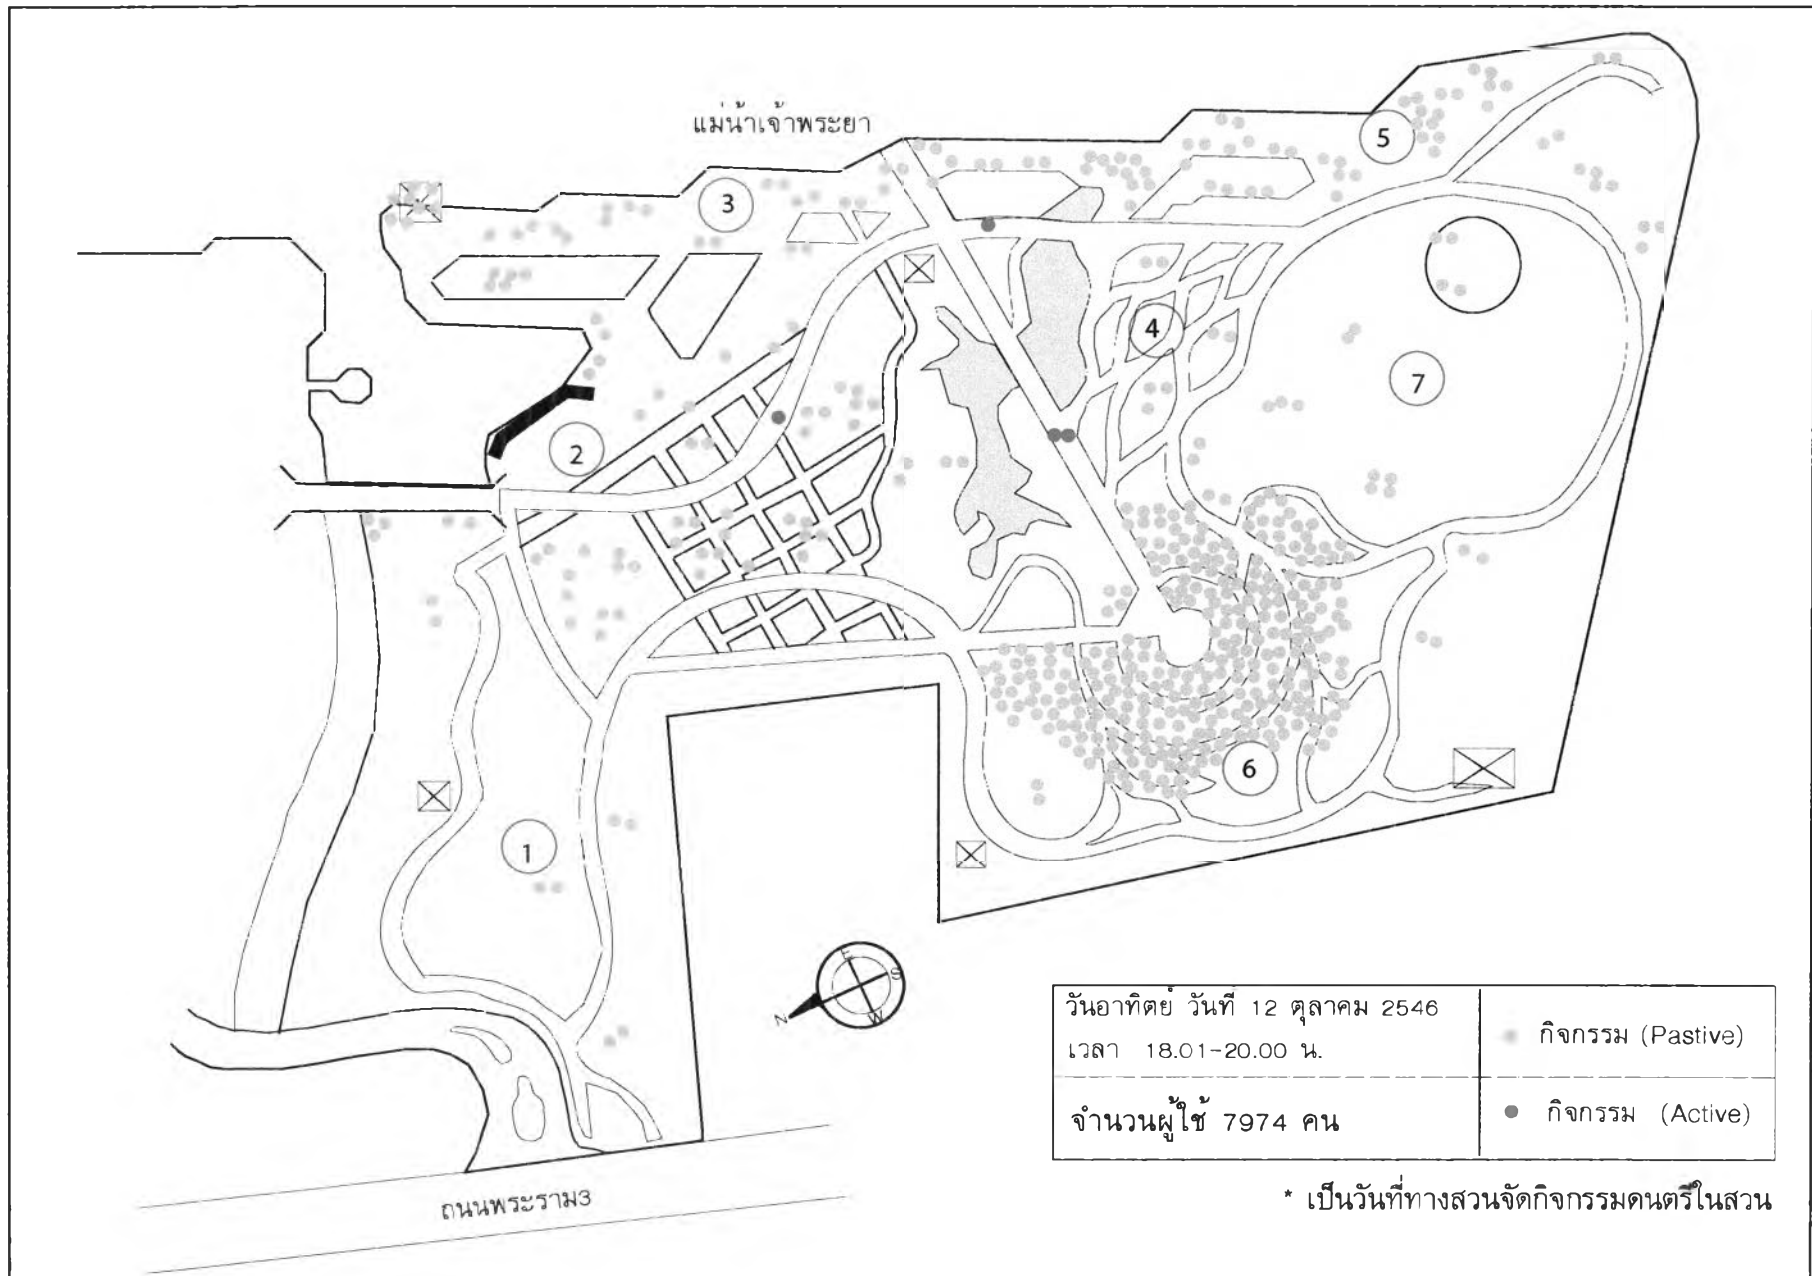 แม่น้ำเจ้าพระยา
5
3
4
7
2
6
1
E
S
N
W
วันอาทิตย์ วันที่ 12 ตุลาคม 2546
เวลา 18.01-20.00 น.
จำนวนผู้ใช้ 7974 คน
กิจกรรม (Pastive)
กิจกรรม (Active)
* เป็นวันที่ทางสวนจัดกิจกรรมดนตรีในสวน
ถนนพระราม3